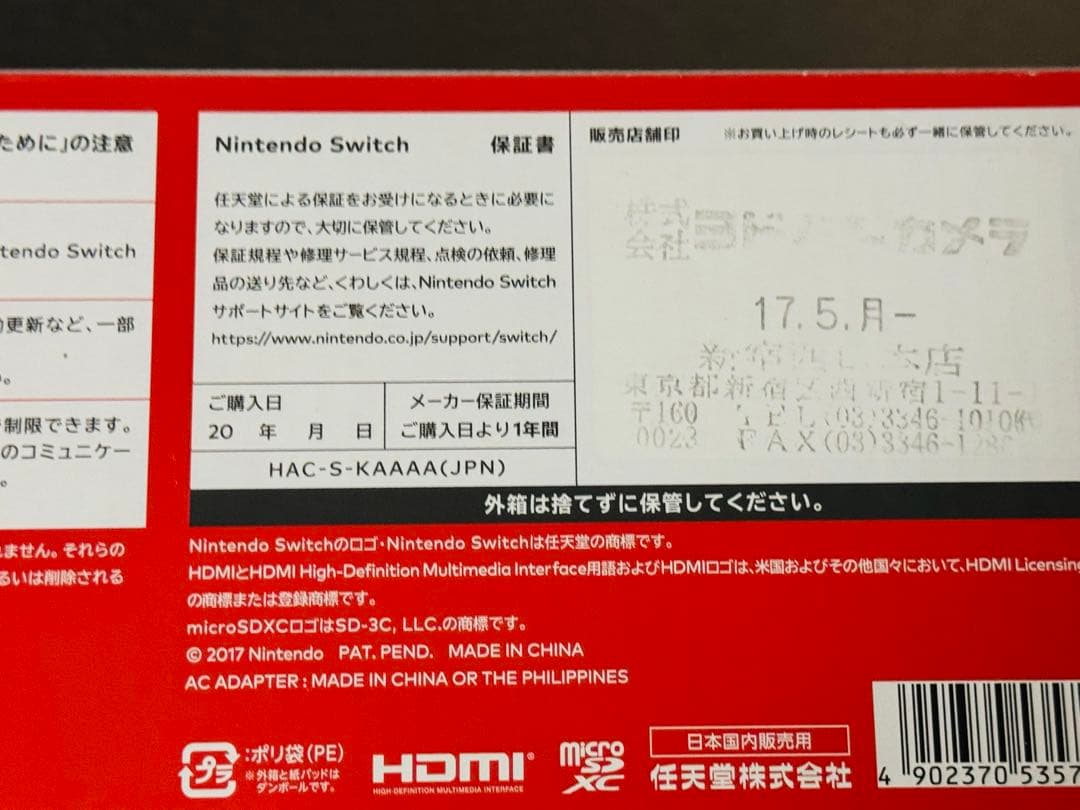 ために」の注意
ntendo Switch
更新など、一部
。
制限できます。
のコミュニケー
。
れません。それらの
るいは削除される
Nintendo Switch 保証書
任天堂による保証をお受けになるときに必要に
なりますので、大切に保管してください。
保証規程や修理サービス規程、点検の依頼、修理
品の送り先など、くわしくは、Nintendo Switch
サポートサイトをご覧ください。
https://www.nintendo.co.jp/support/switch/
ご購入日
20 年 月 日
メーカー保証期間
ご購入日より1年間
HAC-S-KAAAA(JPN)
販売店舗印 ※お買い上げ時のレシートも必ず一緒に保管してください。
株式
会社
カメラ
17.5.月-
東京都新宿区西新宿1-11-
〒160
0023
TEL(03)3346-1010
FAX(03)3346-128
外箱は捨てずに保管してください。
Nintendo Switchのロゴ・Nintendo Switchは任天堂の商標です。
HDMIとHDMI High-Definition Multimedia Interface用語およびHDMIロゴは、米国およびその他国々において、HDMI Licensing
の商標または登録商標です。
microSDXCロゴはSD-3C, LLC.の商標です。
© 2017 Nintendo PAT. PEND. MADE IN CHINA
AC ADAPTER : MADE IN CHINA OR THE PHILIPPINES
プラ
:ポリ袋(PE)
※外箱と紙パッドは
ダンボールです。
HDMI
HIGH-DEFINITION MULTIMEDIA INTERFACE
micro
SD
XC
日本国内販売用
任天堂株式会社
4 902370 5357